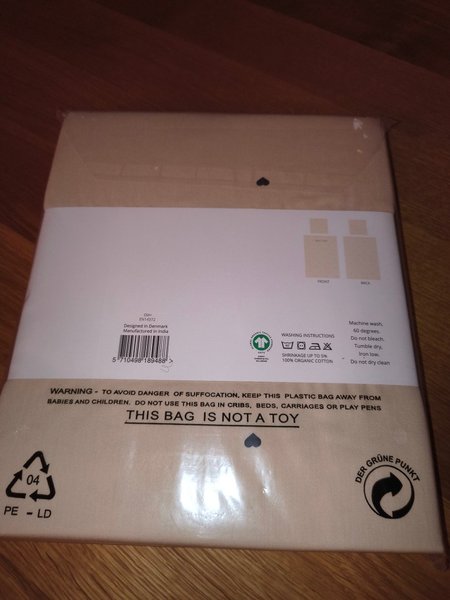 FRONT
BACK
Designed in Denmark
Manufactured in India
5 710498 189488 >
WASHING INSTRUCTIONS
SHRINKAGE UP TO 5%
100% ORGANIC COTTON
Machine wash.
60 degrees.
Do not bleach.
Tumble dry,
Iron low.
Do not dry clean
WARNING - TO AVOID DANGER OF SUFFOCATION, KEEP THIS PLASTIC BAG AWAY FROM
BABIES AND CHILDREN. DO NOT USE THIS BAG IN CRIBS, BEDS, CARRIAGES OR PLAY PENS
THIS BAG IS NOT A TOY
04
PE - LD
DER GRÜNE PUNKT